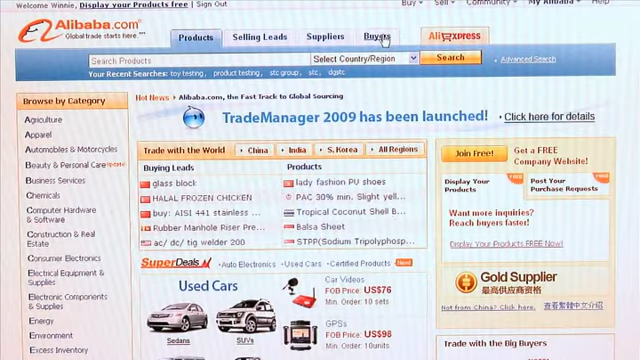 Welcome Winnie, Display your Products free | Sign Out
Buy Sell Community My Alibaba Help
Alibaba.com®
Global trade starts here.™
Products Selling Leads Suppliers Buyers AliExpress
Search Products Select Country/Region Search Advanced Search
Your Recent Searches: toy testing, product testing, stc group, stc, dgstc
Browse by Category
Agriculture
Apparel
Automobiles & Motorcycles
Beauty & Personal Care
Business Services
Chemicals
Computer Hardware
& Software
Construction & Real
Estate
Consumer Electronics
Electrical Equipment &
Supplies
Electronic Components
& Supplies
Energy
Environment
Excess Inventory
Hot News » Alibaba.com, the Fast Track to Global Sourcing
TradeManager 2009 has been launched! › Click here for details
Trade with the World › China › India › S. Korea › All Regions
Buying Leads
glass block
HALAL FROZEN CHICKEN
buy: AISI 441 stainless ...
Rubber Manhole Riser Pre...
ac/ dc/ tig welder 200
Products
lady fashion PU shoes
PAC 30% min. Slight yell...
Tropical Coconut Shell B...
Balsa Sheet
STPP(Sodium Tripolyphosp...
SuperDeals › Auto Electronics › Used Cars › Certified Products New!
Used Cars
Sedans SUVs
Car Videos
FOB Price: US$76
Min. Order: 10 sets
GPSs
FOB Price: US$98
Min. Order: 10units
Join Free! Get a FREE
Company Website!
Display Your
Products
FREE
Post Your
Purchase Requests
FREE
Want more inquiries?
Reach buyers faster!
Display Your Products FREE Now!
Gold Supplier
最高供应商资格
Not from China? Click here. 查看繁體中文介绍
Trade with the Big Buyers